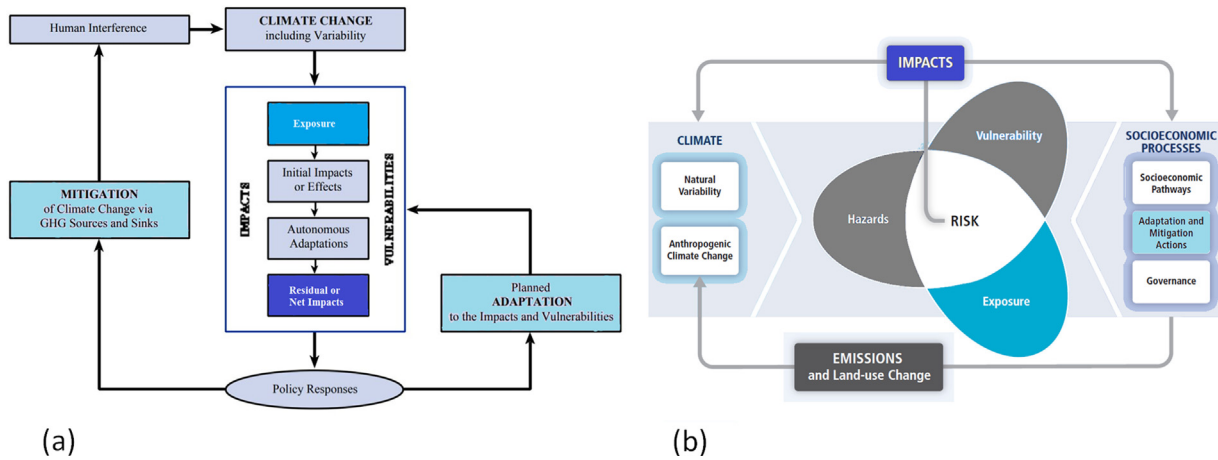 Human Interference
CLIMATE CHANGE
including Variability
Exposure
Initial Impacts
or Effects
Autonomous
Adaptations
Residual or
Net Impacts
IMPACTS
VULNERABILITIES
MITIGATION
of Climate Change via
GHG Sources and Sinks
Planned
ADAPTATION
to the Impacts and Vulnerabilities
Policy Responses
(a)
IMPACTS
CLIMATE
Natural
Variability
Anthropogenic
Climate Change
Vulnerability
Hazards
RISK
Exposure
SOCIOECONOMIC
PROCESSES
Socioeconomic
Pathways
Adaptation and
Mitigation
Actions
Governance
EMISSIONS
and Land-use Change
(b)